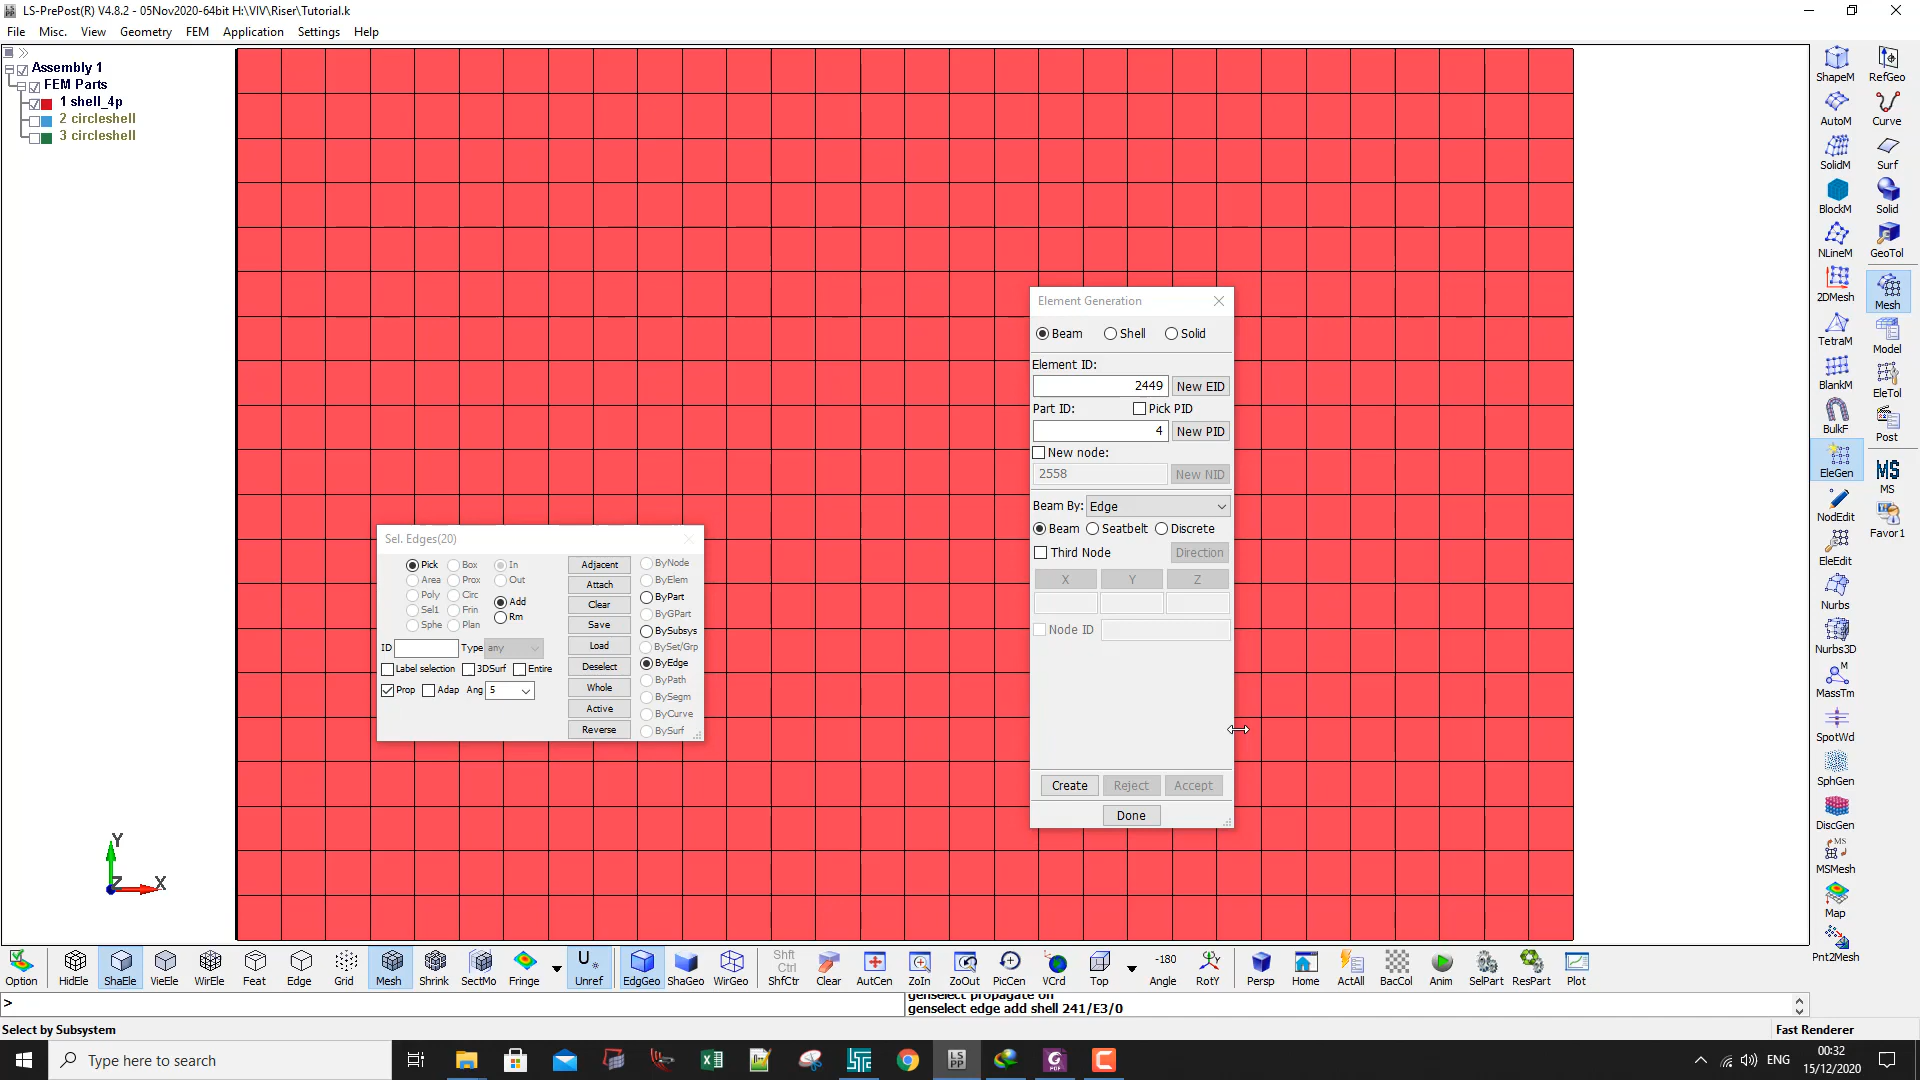 LS-PrePost(R) V4.8.2 - 05Nov2020-64bit H:\VIV\Riser\Tutorial.k
File Misc. View Geometry FEM Application Settings Help
Assembly 1
FEM Parts
1 shell_4p
2 circleshell
3 circleshell
Element Generation
Beam Shell Solid
Element ID:
2449 New EID
Part ID: Pick PID
4 New PID
New node:
2558 New NID
Beam By: Edge
Beam Seatbelt Discrete
Third Node Direction
X Y Z
Node ID
Create Reject Accept
Done
Sel. Edges(20)
Pick Box In
Area Prox Out
Poly Circ Add
Sel1 Frin Rm
Sphe Plan
ID Type any
Label selection 3DSurf Entire
Prop Adap Ang 5
Adjacent
Attach
Clear
Save
Load
Deselect
Whole
Active
Reverse
ByNode
ByElem
ByPart
ByGPart
BySubsys
BySet/Grp
ByEdge
ByPath
BySegm
ByCurve
BySurf
Y
Z X
ShapeM RefGeo
AutoM Curve
SolidM Surf
BlockM Solid
NLineM GeoTol
2DMesh Mesh
TetraM Model
BlankM EleTol
BulkF Post
EleGen MS
MS
NodEdit Favor1
EleEdit
Nurbs
Nurbs3D
M
MassTm
SpotWd
SphGen
DiscGen
MS
MSMesh
Map
Pnt2Mesh
U
Shft
Ctrl
-180
Option HidEle ShaEle VieEle WirEle Feat Edge Grid Mesh Shrink SectMo Fringe Unref EdgGeo ShaGeo WirGeo ShfCtr Clear AutCen ZoIn ZoOut PicCen VCrd Top Angle RotY Persp Home ActAll BacCol Anim SelPart ResPart Plot
genselect propagate on
> genselect edge add shell 241/E3/0
Select by Subsystem Fast Renderer
Type here to search
LS
PP
PDF
ENG
00:32
15/12/2020